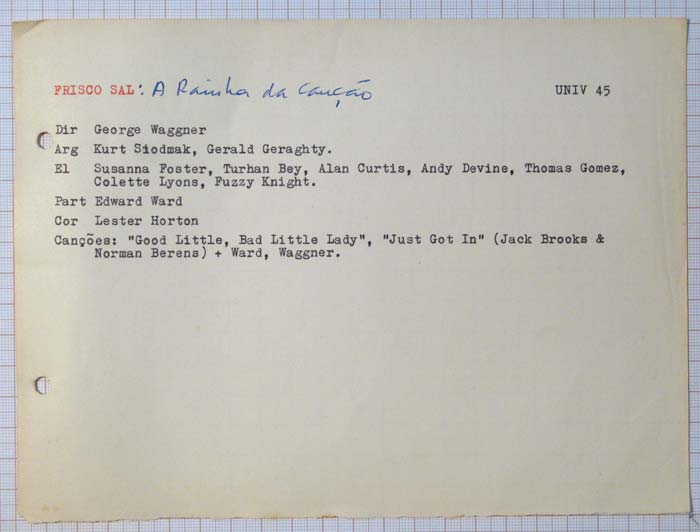 FRISCO SAL: A Rainha da Canção UNIV 45
Dir George Waggner
Arg Kurt Siodmak, Gerald Geraghty.
El Susanna Foster, Turhan Bey, Alan Curtis, Andy Devine, Thomas Gomez,
Colette Lyons, Fuzzy Knight.
Part Edward Ward
Cor Lester Horton
Canções: "Good Little, Bad Little Lady", "Just Got In" (Jack Brooks &
Norman Berens) + Ward, Waggner.